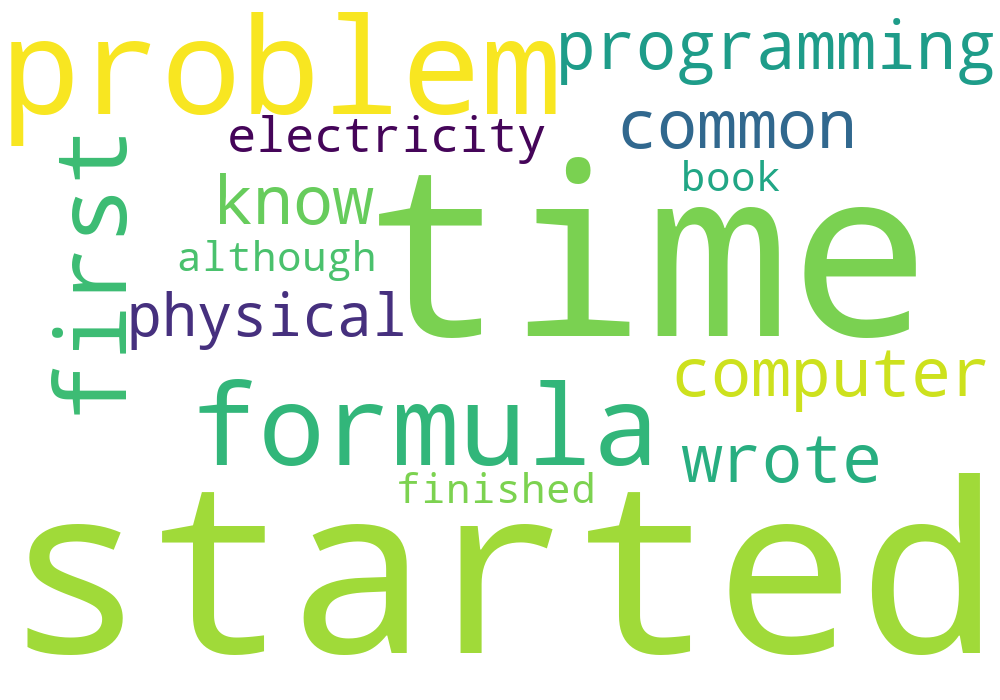 problem
programming
electricity
common
first
know
book
time
although
physical
computer
formula
wrote
finished
started